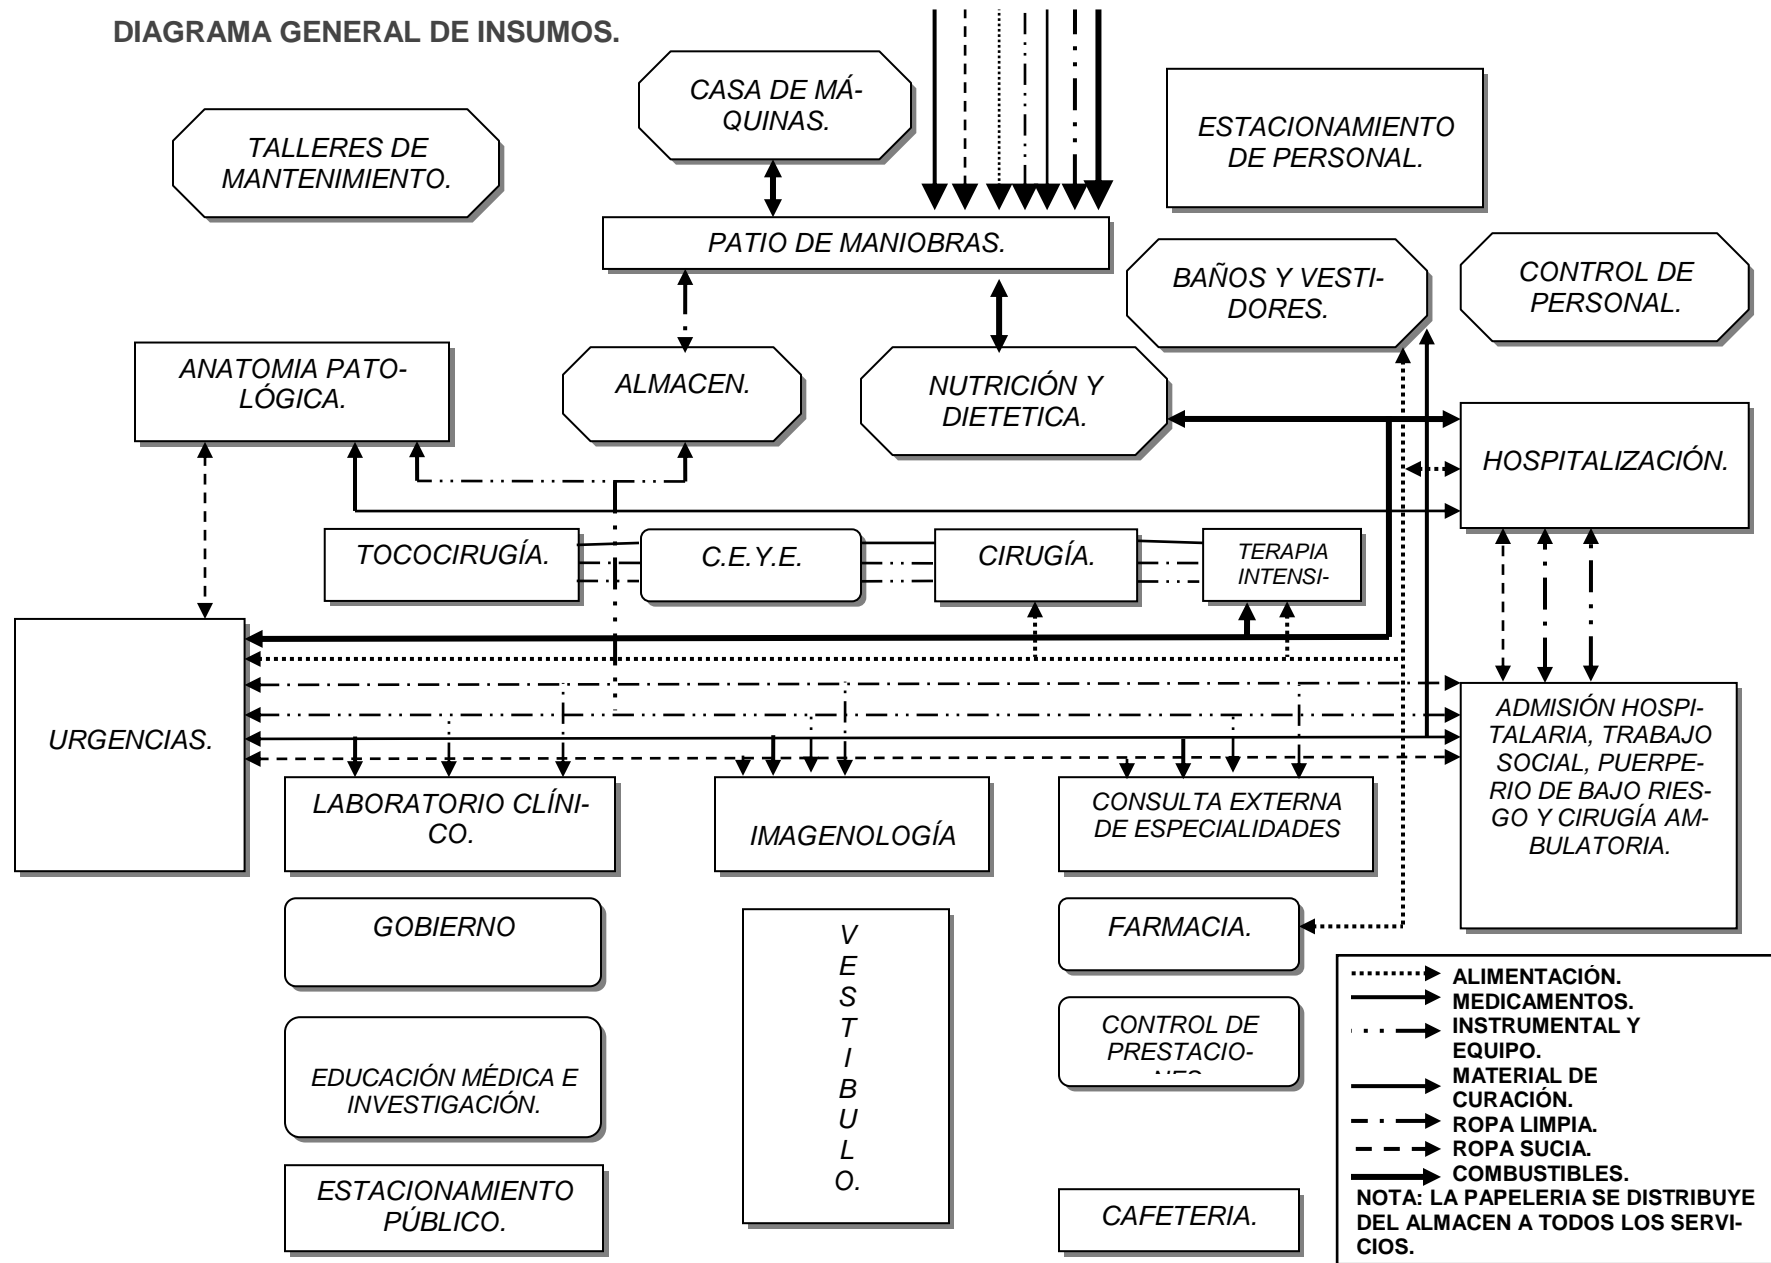 DIAGRAMA GENERAL DE INSUMOS.
CASA DE MÁ-
QUINAS.
TALLERES DE
MANTENIMIENTO.
ESTACIONAMIENTO
DE PERSONAL.
PATIO DE MANIOBRAS.
BAÑOS Y VESTI-
DORES.
CONTROL DE
PERSONAL.
ANATOMIA PATO-
LÓGICA.
ALMACEN.
NUTRICIÓN Y
DIETETICA.
HOSPITALIZACIÓN.
TOCOCIRUGÍA.
C.E.Y.E.
CIRUGÍA.
TERAPIA
INTENSI-
URGENCIAS.
ADMISIÓN HOSPI-
TALARIA, TRABAJO
SOCIAL, PUERPE-
RIO DE BAJO RIES-
GO Y CIRUGÍA AM-
BULATORIA.
LABORATORIO CLÍNI-
CO.
IMAGENOLOGÍA
CONSULTA EXTERNA
DE ESPECIALIDADES
GOBIERNO
V
E
S
T
I
B
U
L
O.
FARMACIA.
EDUCACIÓN MÉDICA E
INVESTIGACIÓN.
CONTROL DE
PRESTACIO-
ESTACIONAMIENTO
PÚBLICO.
CAFETERIA.
ALIMENTACIÓN.
MEDICAMENTOS.
INSTRUMENTAL Y
EQUIPO.
MATERIAL DE
CURACIÓN.
ROPA LIMPIA.
ROPA SUCIA.
COMBUSTIBLES.
NOTA: LA PAPELERIA SE DISTRIBUYE
DEL ALMACEN A TODOS LOS SERVI-
CIOS.